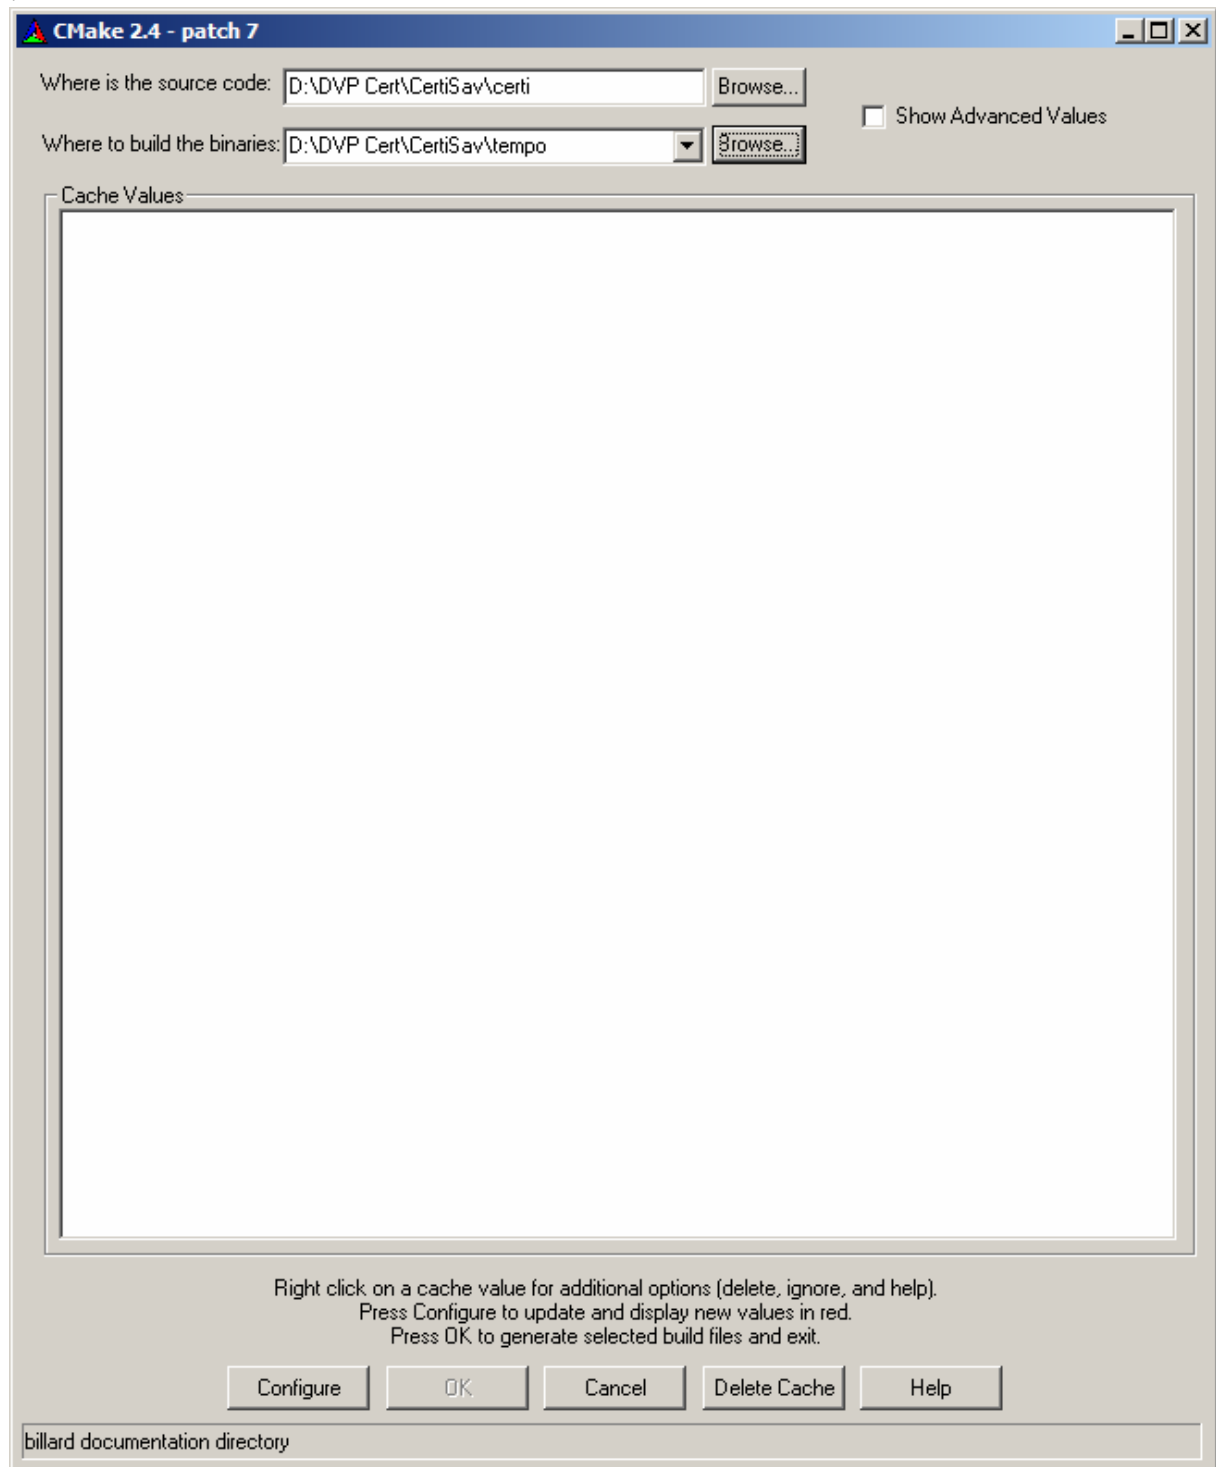 CMake 2.4 - patch 7
Where is the source code: D:\DVP Cert\CertiSav\certi Browse...
Show Advanced Values
Where to build the binaries: D:\DVP Cert\CertiSav\tempo Browse...
Cache Values
Right click on a cache value for additional options (delete, ignore, and help).
Press Configure to update and display new values in red.
Press OK to generate selected build files and exit.
Configure OK Cancel Delete Cache Help
billard documentation directory